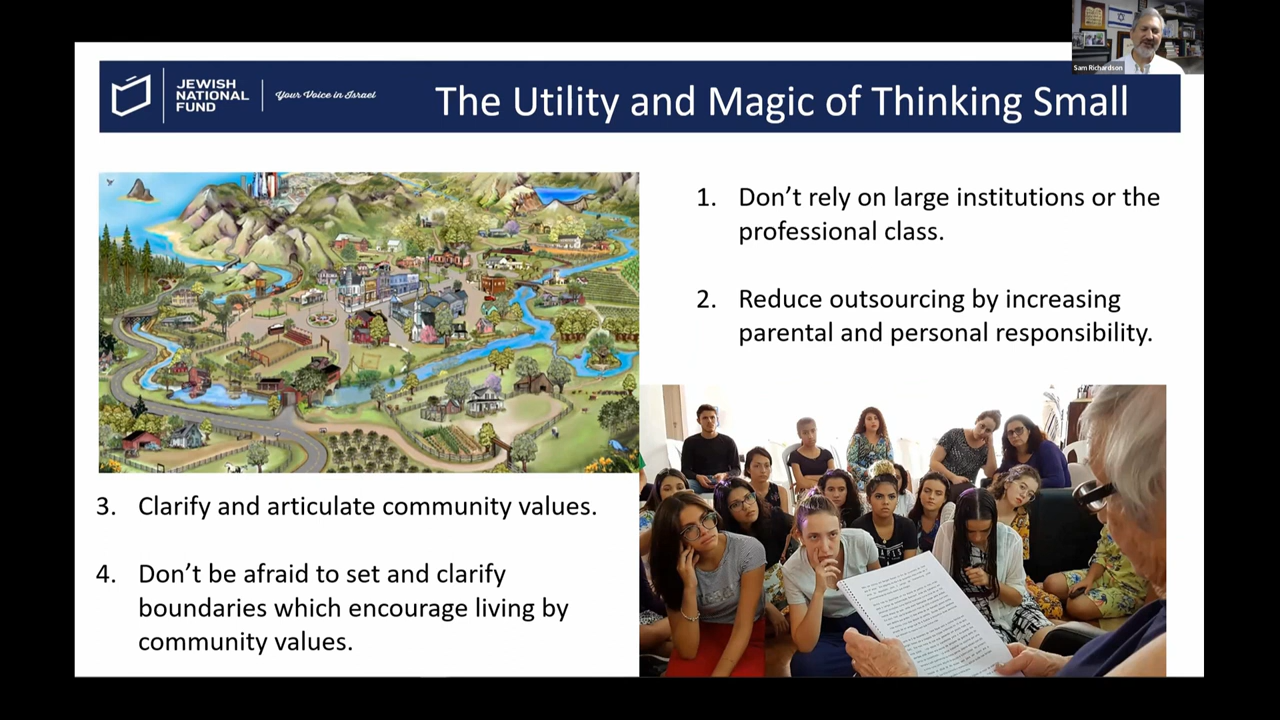 Sam Richardson
JEWISH
NATIONAL
FUND
Your Voice in Israel
The Utility and Magic of Thinking Small
1. Don’t rely on large institutions or the
professional class.
2. Reduce outsourcing by increasing
parental and personal responsibility.
3. Clarify and articulate community values.
4. Don’t be afraid to set and clarify
boundaries which encourage living by
community values.